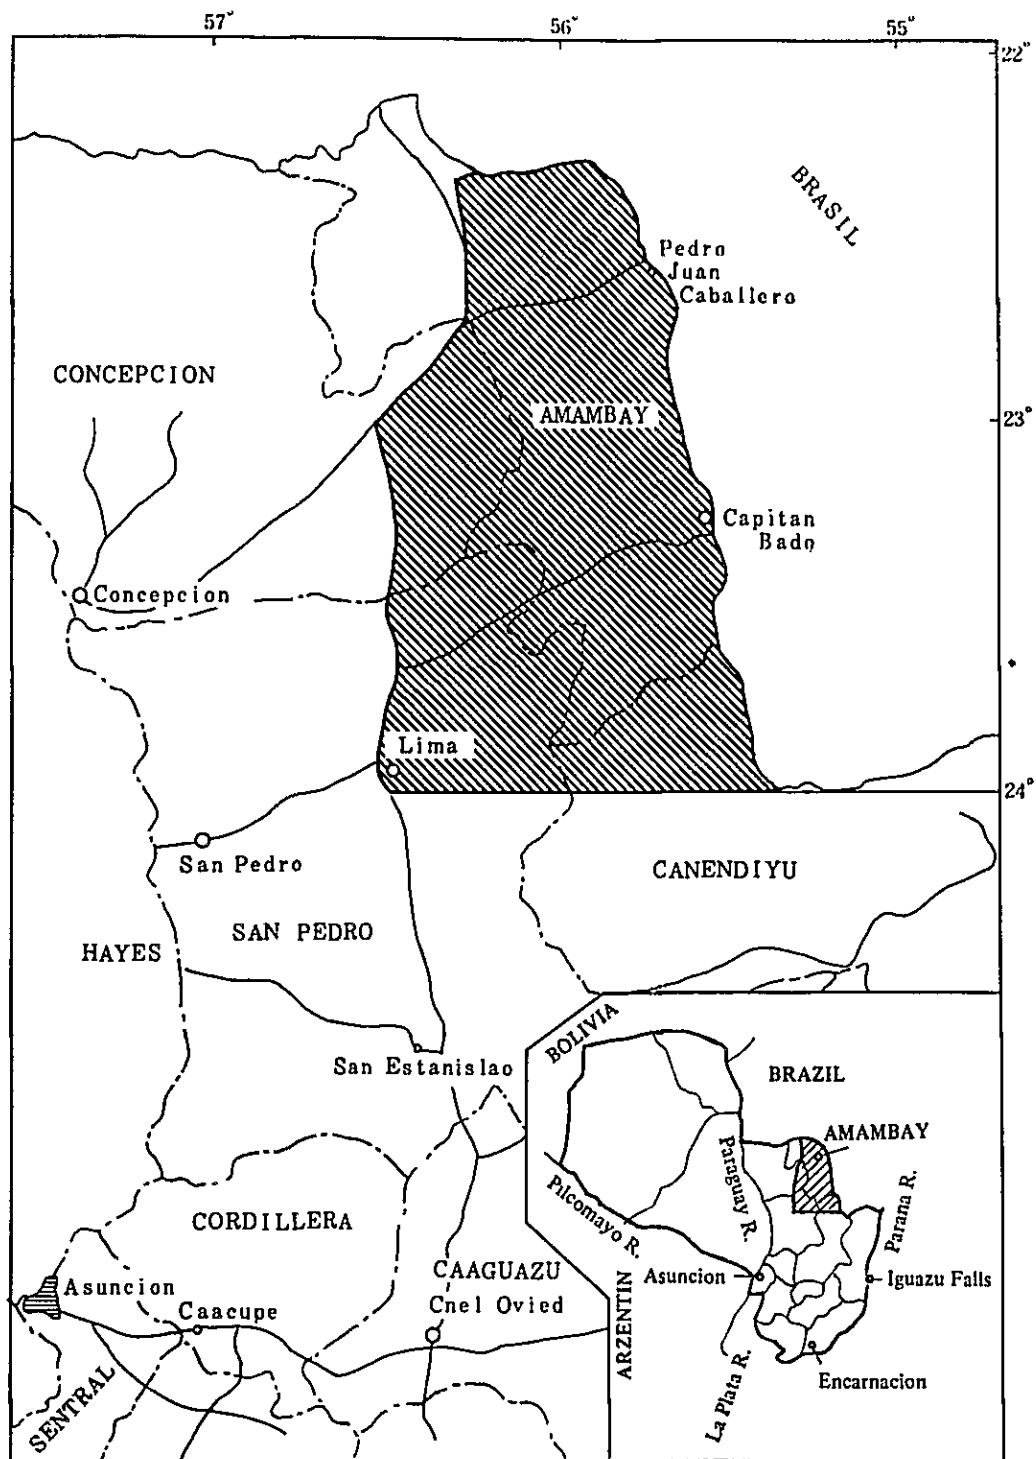 57°
56°
55°
22°
BRASIL
Pedro
Juan
Caballero
CONCEPCION
AMAMBAY
23°
Capitan
Bado
Concepcion
Lima
24°
San Pedro
CANENDIYU
SAN PEDRO
HAYES
San Estanislao
BOLIVIA
BRAZIL
AMAMBAY
Paraguay R.
Pilcomayo R.
Parana R.
CORDILLERA
CAAGUAZU
Asuncion
Asuncion
Iguazu Falls
Cnel Ovied
Caacupe
ARZENTIN
SENTRAL
La Plata R.
Encarnacion